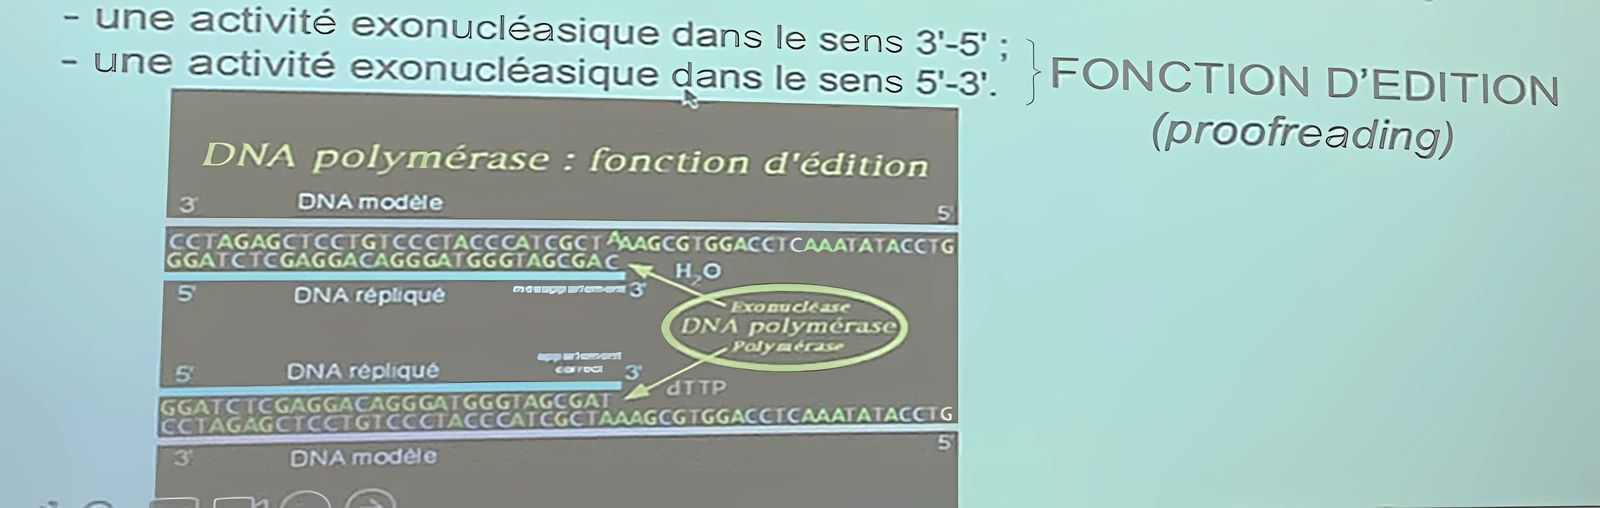 - une activité exonucléasique dans le sens 3'-5' ;
- une activité exonucléasique dans le sens 5'-3'.
FONCTION D'EDITION
(proofreading)
DNA polymérase : fonction d'édition
3' DNA modèle 5'
CCTAGAGCTCCTGTCCCTACCCATCGCTAAAGCGTGGACCTCAAATATACCTG
GGATCTCGAGGACAGGGATGGGTAGCGAC
H₂O
5' DNA répliqué 3'
Exonucléase
DNA polymérase
Polymérase
appariement
correct
5' DNA répliqué 3'
dTTP
GGATCTCGAGGACAGGGATGGGTAGCGAT
CCTAGAGCTCCTGTCCCTACCCATCGCTAAAGCGTGGACCTCAAATATACCTG
3' DNA modèle 5'